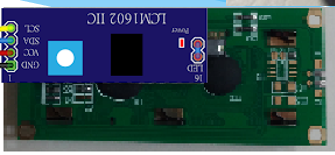 LCM1602 IIC
SCL
SDA
VCC
GND
Power
LED
1
16